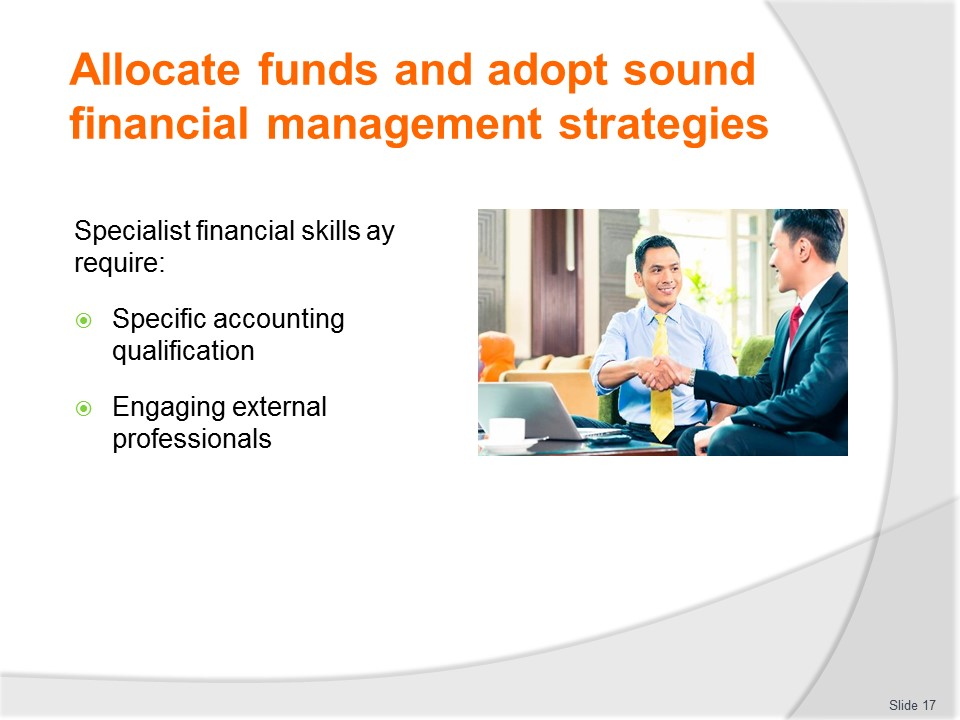 Allocate funds and adopt sound
financial management strategies
Specialist financial skills ay
require:
Specific accounting
qualification
Engaging external
professionals
Slide 17